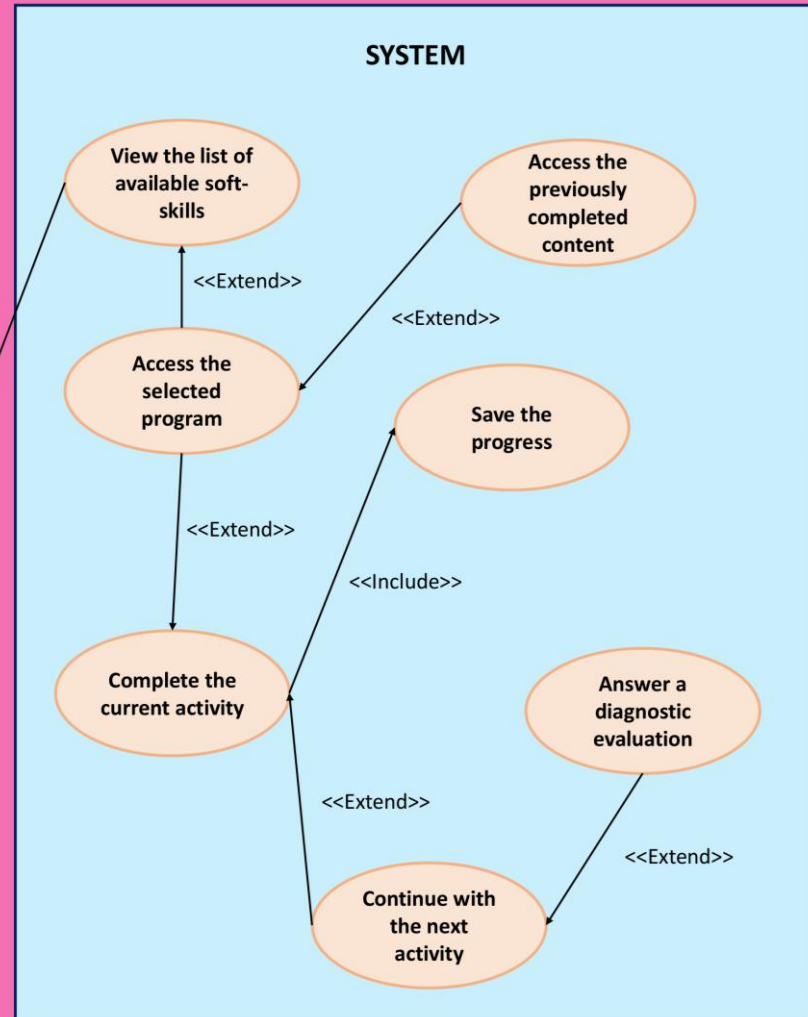 SYSTEM
View the list of
available soft-
skills
Access the
previously
completed
content
<<Extend>>
<<Extend>>
Access the
selected
program
Save the
progress
<<Extend>>
<<Include>>
Complete the
current activity
Answer a
diagnostic
evaluation
<<Extend>>
<<Extend>>
Continue with
the next
activity